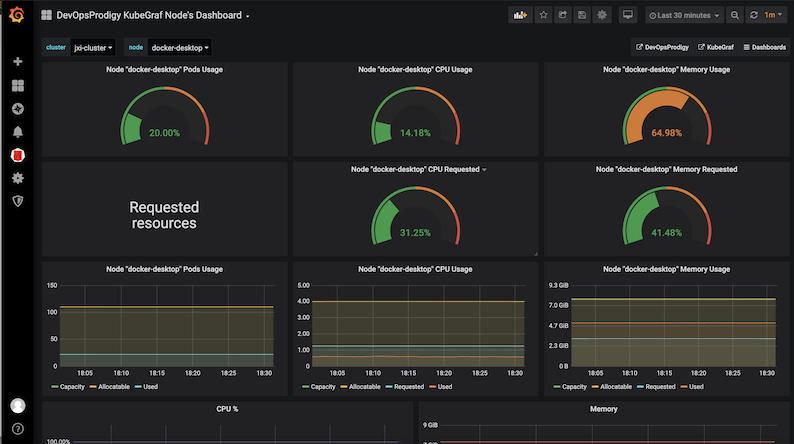 DevOpsProdigy KubeGraf Node's Dashboard
Last 30 minutes
1m
cluster jxi-cluster node docker-desktop
DevOpsProdigy KubeGraf Dashboards
Node "docker-desktop" Pods Usage
20.00%
Node "docker-desktop" CPU Usage
14.18%
Node "docker-desktop" Memory Usage
64.98%
Requested
resources
Node "docker-desktop" CPU Requested
31.25%
Node "docker-desktop" Memory Requested
41.48%
Node "docker-desktop" Pods Usage
150
100
50
0
18:05 18:10 18:15 18:20 18:25 18:30
Capacity Allocatable Used
Node "docker-desktop" CPU Usage
5.00
4.00
3.00
2.00
1.00
0
18:05 18:10 18:15 18:20 18:25 18:30
Capacity Allocatable Requested Used
Node "docker-desktop" Memory Usage
9.3 GiB
7.0 GiB
4.7 GiB
2.3 GiB
0 B
18:05 18:10 18:15 18:20 18:25 18:30
Capacity Allocatable Requested Used
CPU %
100.00%
Memory
9 GiB